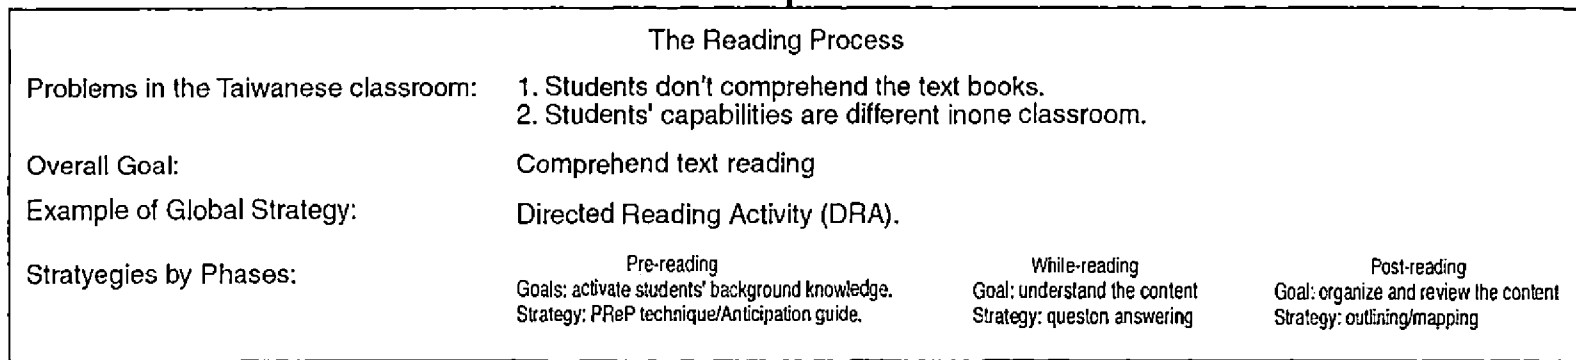 The Reading Process
Problems in the Taiwanese classroom: 1. Students don't comprehend the text books.
2. Students' capabilities are different inone classroom.
Overall Goal: Comprehend text reading
Example of Global Strategy: Directed Reading Activity (DRA).
Stratyegies by Phases:
Pre-reading
Goals: activate students' background knowledge.
Strategy: PReP technique/Anticipation guide.
While-reading
Goal: understand the content
Strategy: queston answering
Post-reading
Goal: organize and review the content
Strategy: outlining/mapping